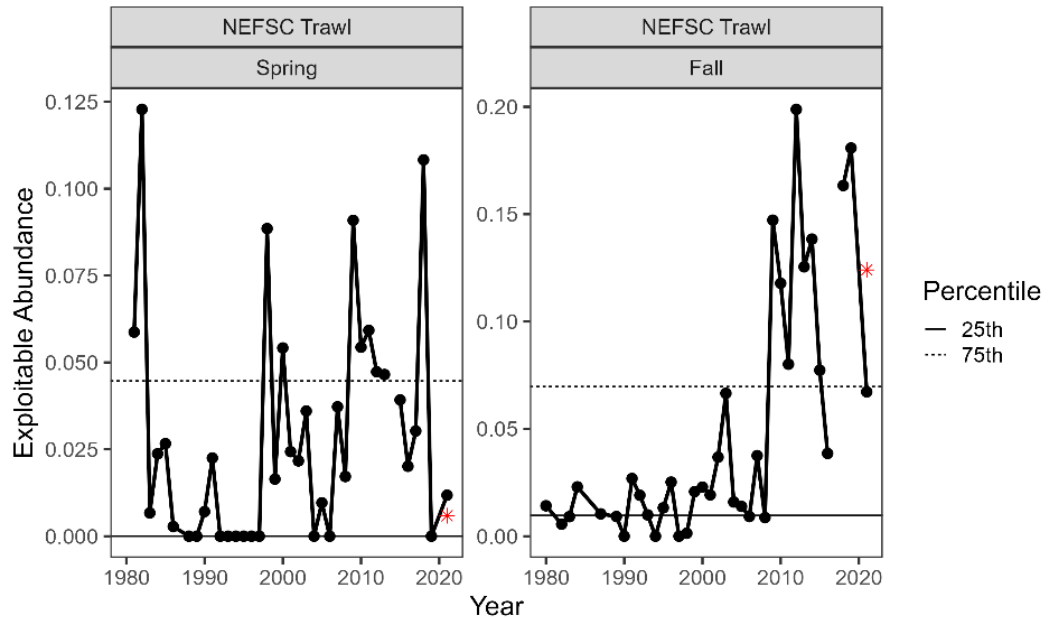 NEFSC Trawl
Spring
NEFSC Trawl
Fall
Exploitable Abundance
0.125
0.100
0.075
0.050
0.025
0.000
0.20
0.15
0.10
0.05
0.00
1980 1990 2000 2010 2020
1980 1990 2000 2010 2020
Year
Percentile
25th
75th